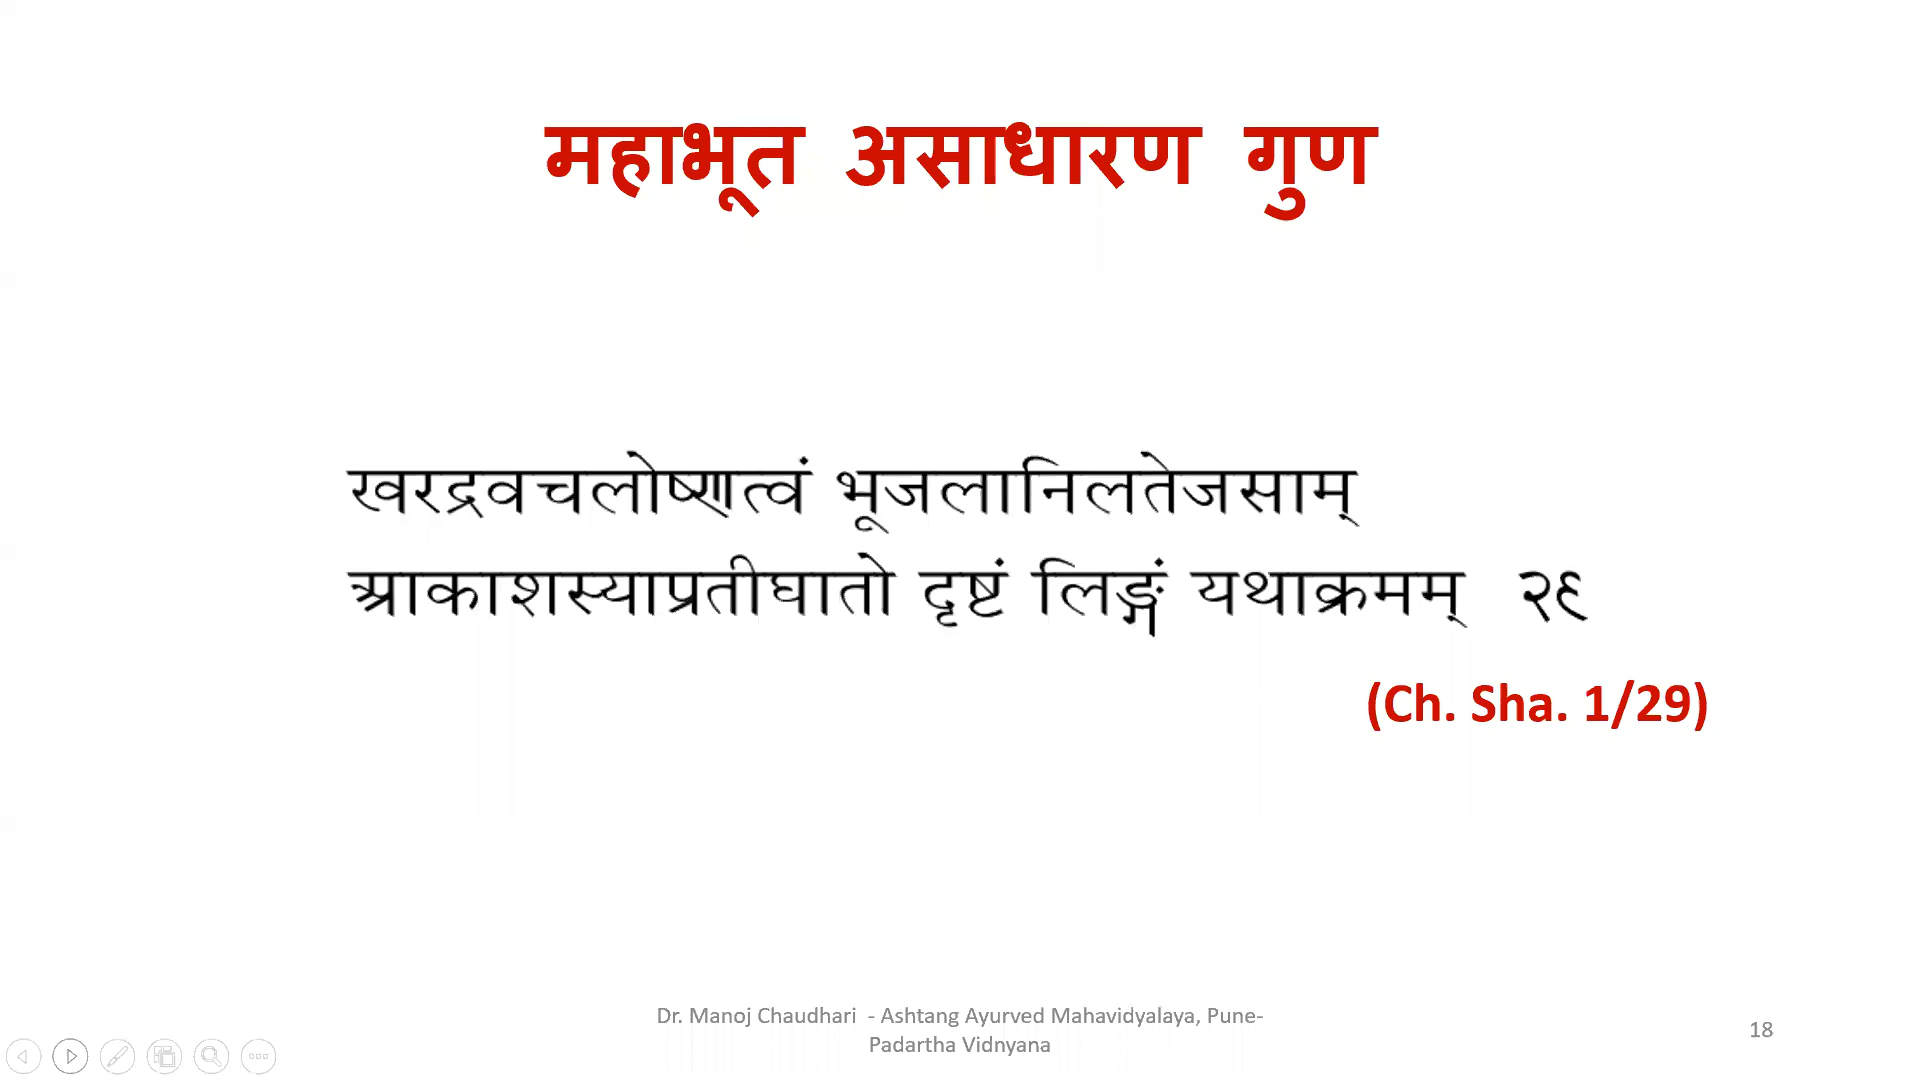 महाभूत असाधारण गुण
खरद्रवचलोष्णत्वं भूजलानिलतेजसाम्
आकाशस्याप्रतीघातो दृष्टं लिङ्गं यथाक्रमम् २९
(Ch. Sha. 1/29)
Dr. Manoj Chaudhari - Ashtang Ayurved Mahavidyalaya, Pune-
Padartha Vidnyana
18